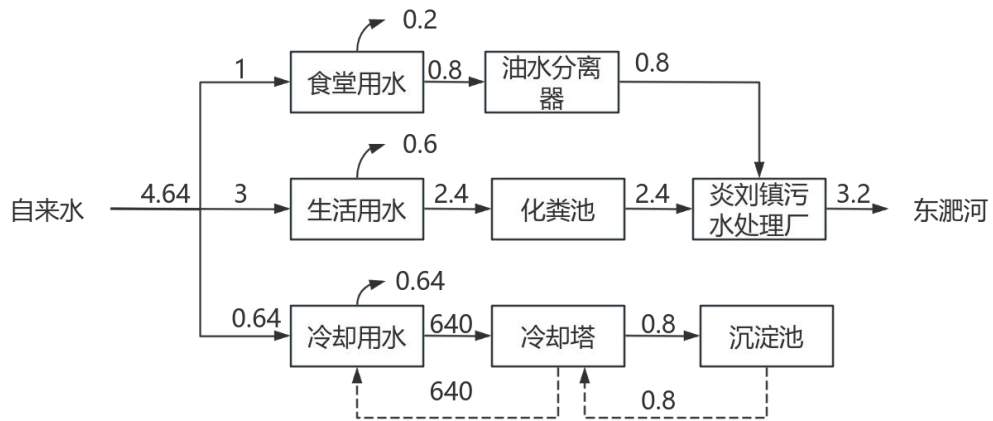 0.2
1
食堂用水
0.8
油水分离
器
0.8
0.6
自来水
4.64
3
生活用水
2.4
化粪池
2.4
炎刘镇污
水处理厂
3.2
东淝河
0.64
0.64
冷却用水
640
冷却塔
0.8
沉淀池
640
0.8